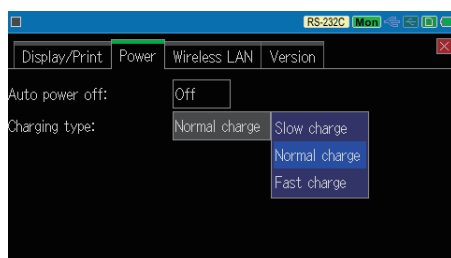 RS-232C Mon
Display/Print Power Wireless LAN Version
Auto power off: Off
Charging type: Normal charge Slow charge
Normal charge
Fast charge